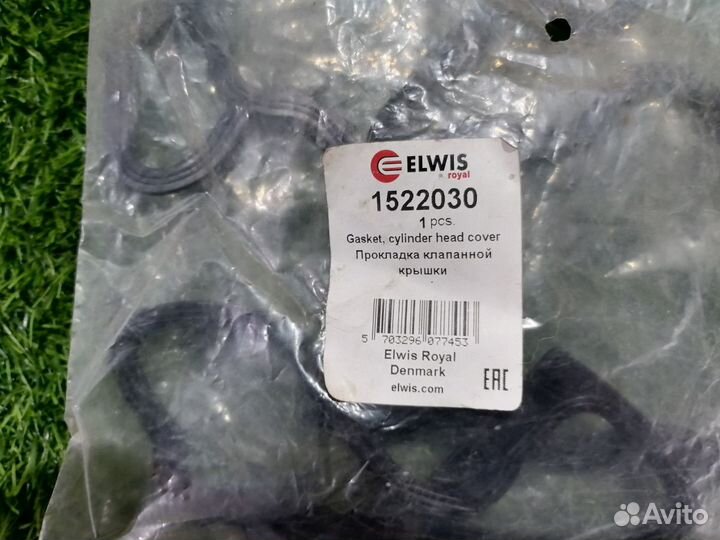 ELWIS
royal
1522030
1 pcs.
Gasket, cylinder head cover
Прокладка клапанной
крышки
5 703296 077453
Elwis Royal
Denmark
elwis.com
EAC
Avito